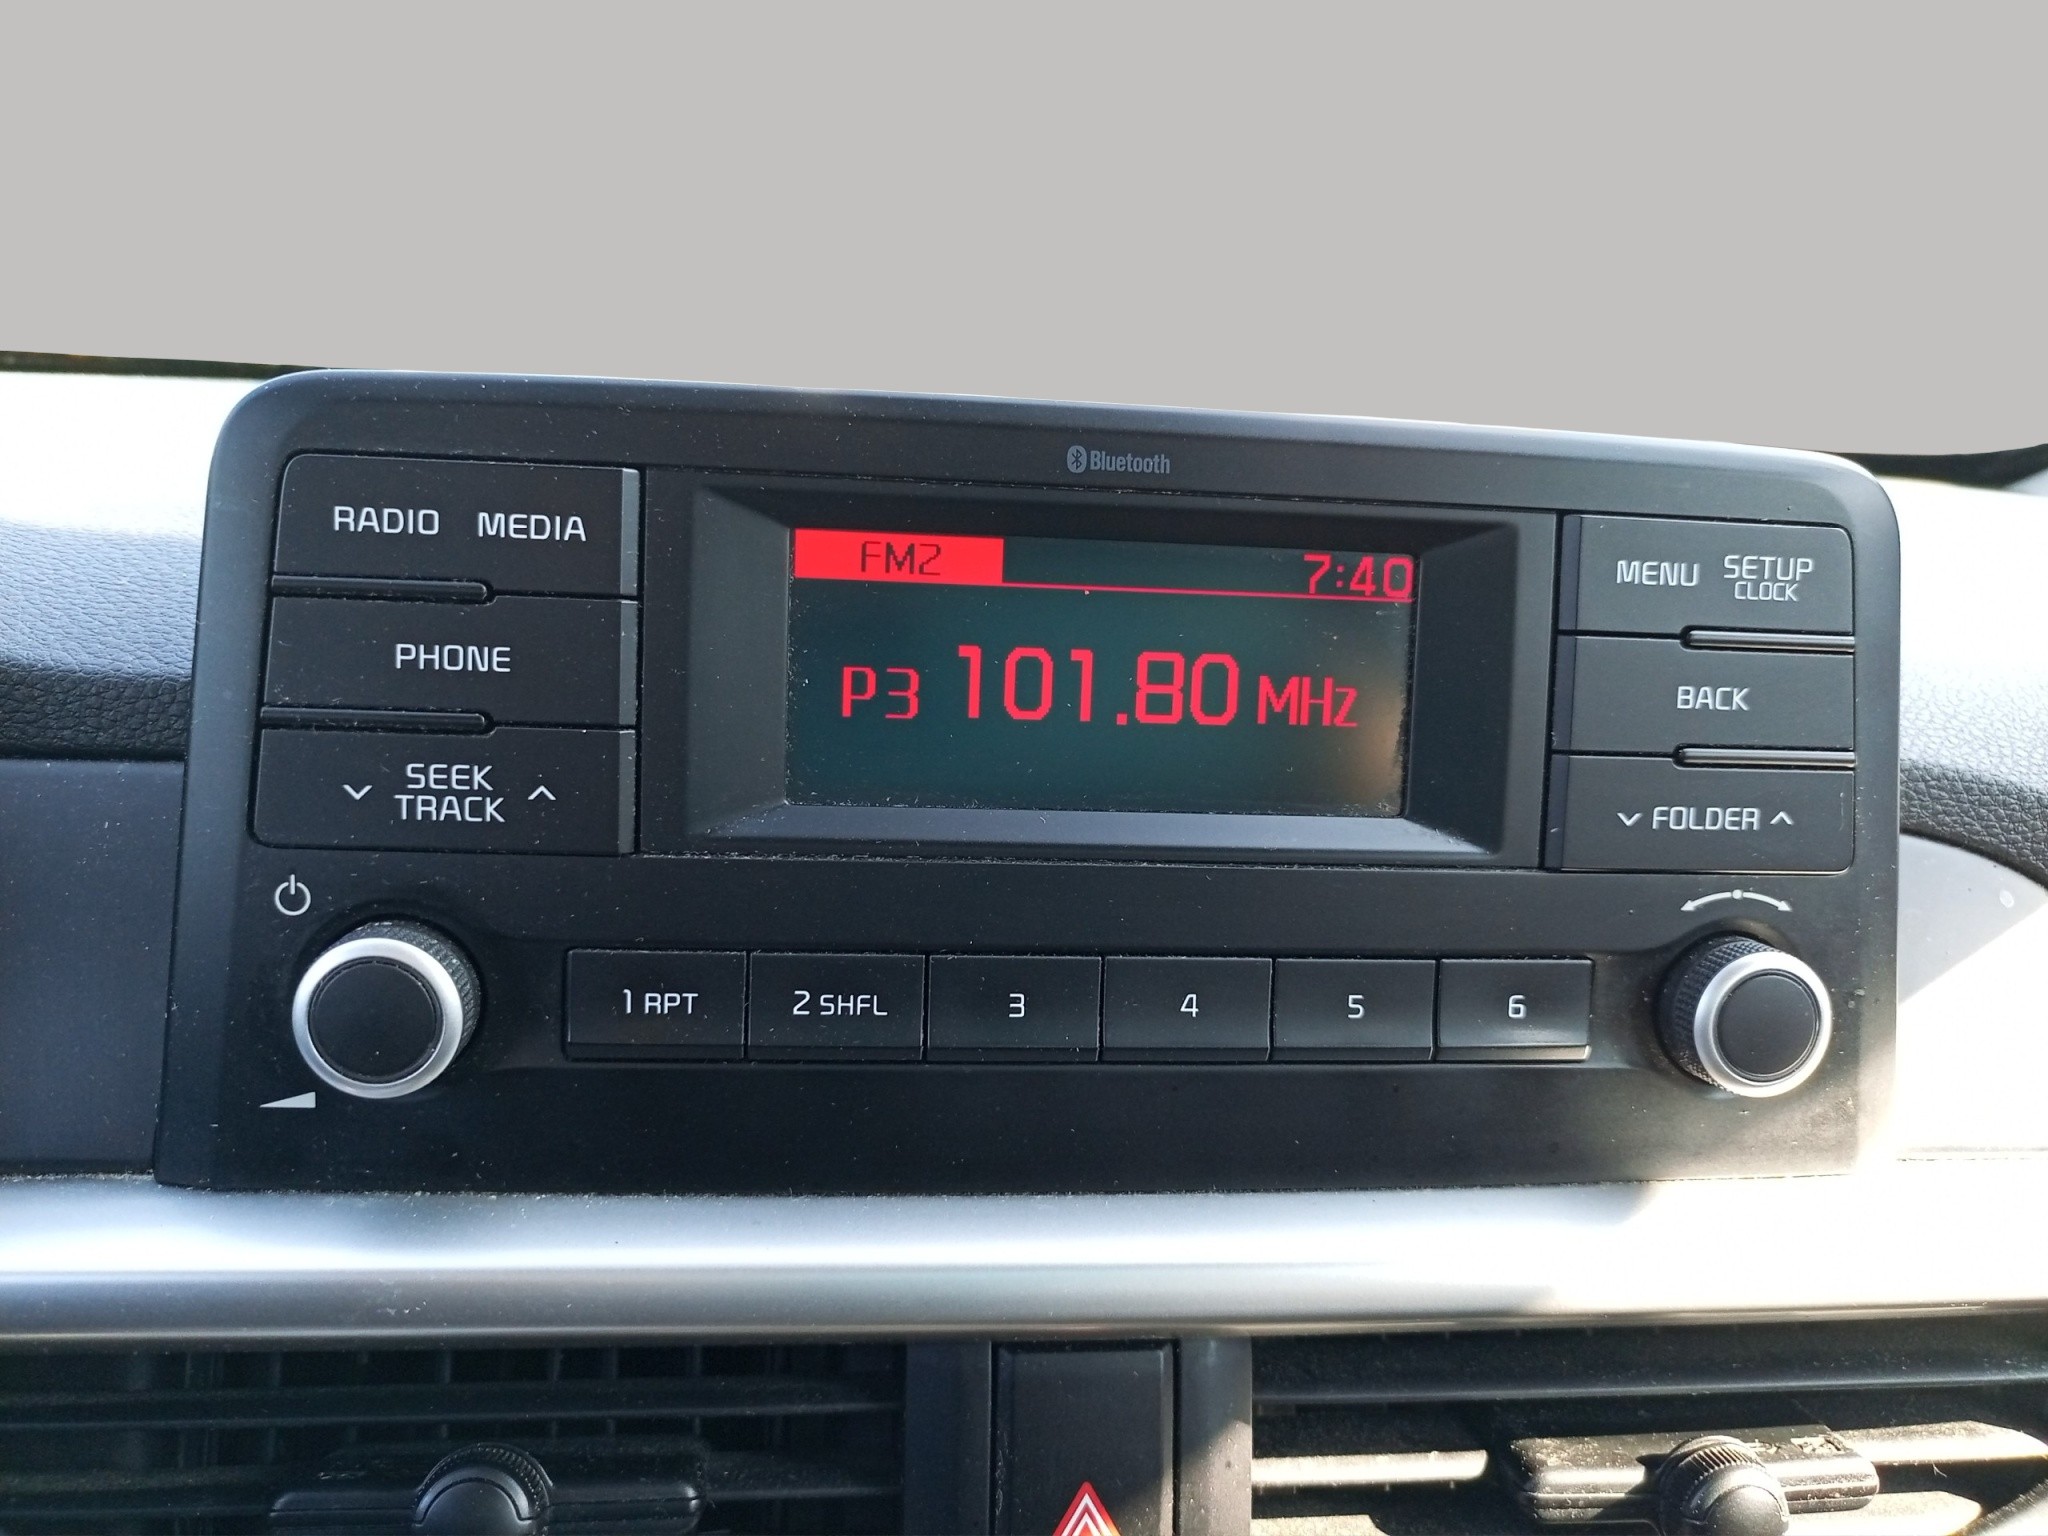 Bluetooth
RADIO MEDIA
PHONE
SEEK
TRACK
FM2 7:40
P3 101.80 MHz
MENU SETUP
CLOCK
BACK
FOLDER
1 RPT 2 SHFL 3 4 5 6